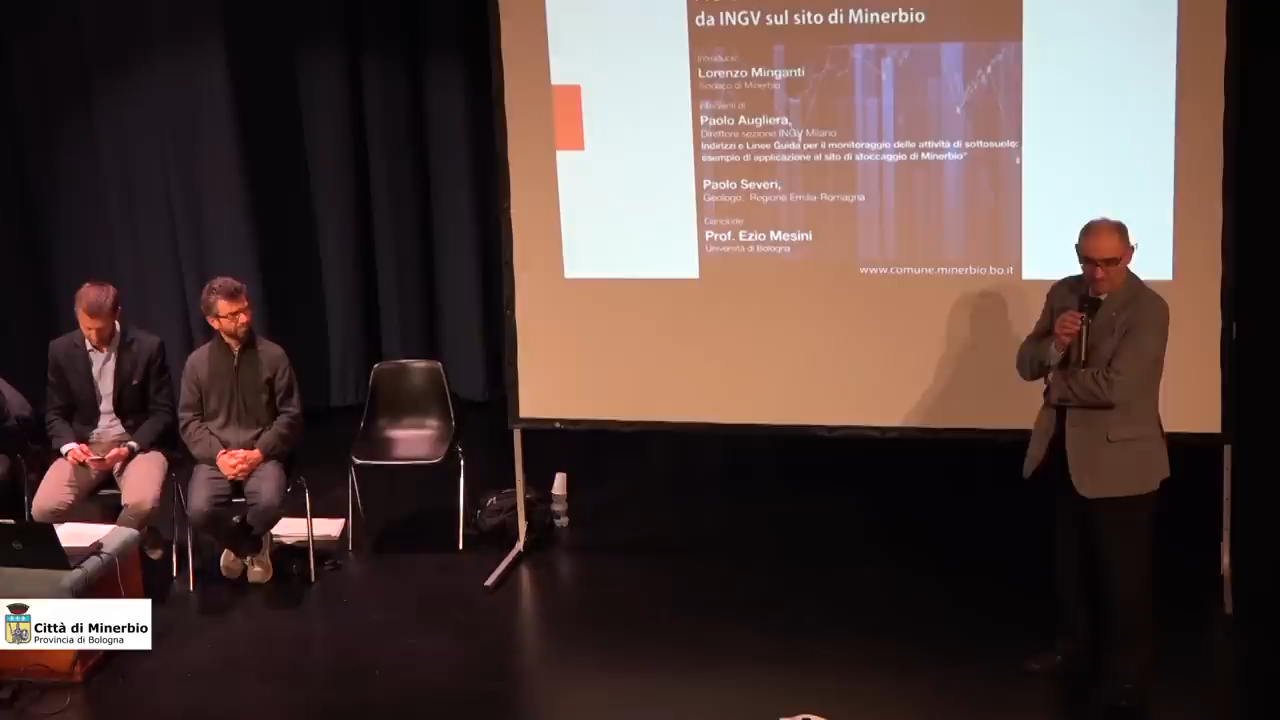 da INGV sul sito di Minerbio
Introduce:
Lorenzo Minganti
Sindaco di Minerbio
Interventi di
Paolo Augliera,
Direttore sezione INGV Milano
Indirizzi e Linee Guida per il monitoraggio delle attività di sottosuolo:
esempio di applicazione al sito di stoccaggio di Minerbio"
Paolo Severi,
Geologo, Regione Emilia-Romagna
Conclude
Prof. Ezio Mesini
Università di Bologna
www.comune.minerbio.bo.it
Città di Minerbio
Provincia di Bologna